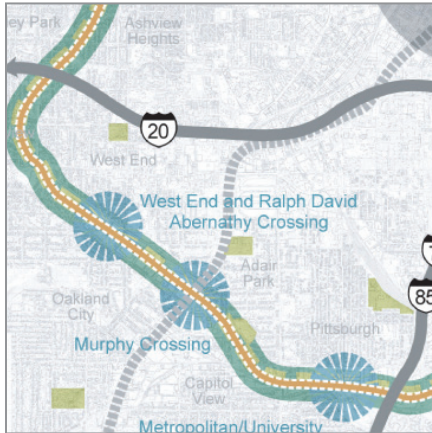 ey Park
Ashview
Heights
20
West End
West End and Ralph David
Abernathy Crossing
Adair
Park
Oakland
City
85
Murphy Crossing
Pittsburgh
Capitol
View
Metropolitan/University